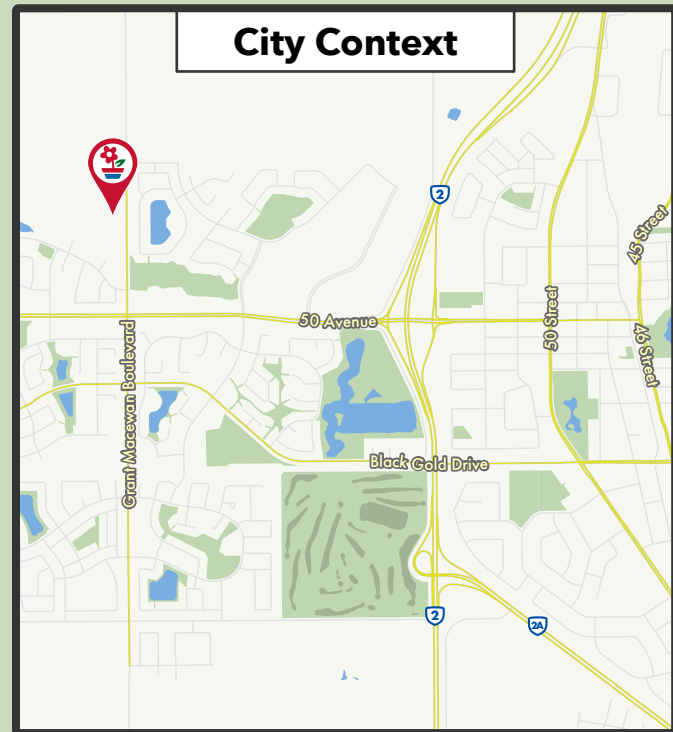 City Context
2
45 Street
50 Street
50 Avenue
46 Street
Grant Macewan Boulevard
Black Gold Drive
2
2A